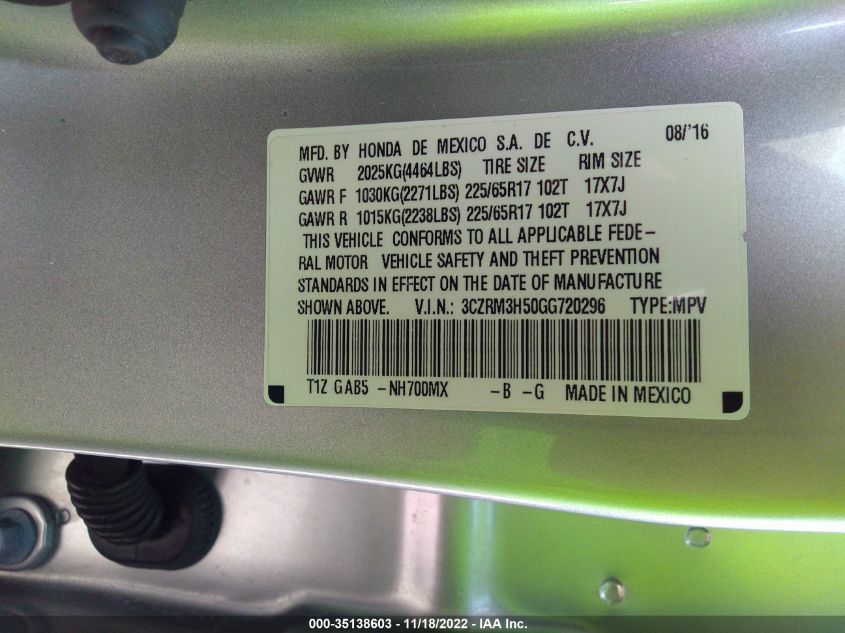 MFD. BY HONDA DE MEXICO S.A. DE C.V. 08/'16
GVWR 2025KG(4464LBS) TIRE SIZE RIM SIZE
GAWR F 1030KG(2271LBS) 225/65R17 102T 17X7J
GAWR R 1015KG(2238LBS) 225/65R17 102T 17X7J
THIS VEHICLE CONFORMS TO ALL APPLICABLE FEDE-
RAL MOTOR VEHICLE SAFETY AND THEFT PREVENTION
STANDARDS IN EFFECT ON THE DATE OF MANUFACTURE
SHOWN ABOVE. V.I.N.: 3CZRM3H50GG720296 TYPE:MPV
T1Z GAB5 -NH700MX -B -G MADE IN MEXICO
000-35138603 - 11/18/2022 - IAA Inc.